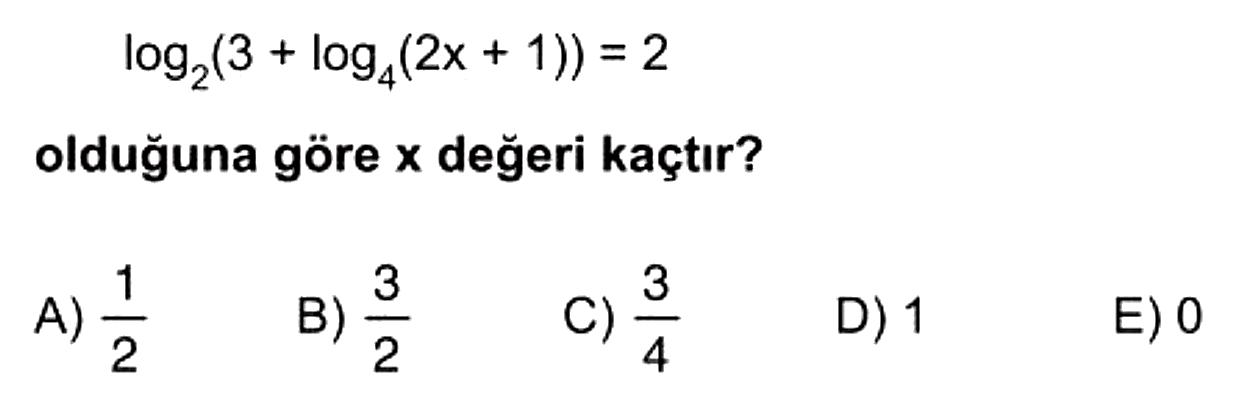 log₂(3 + log₄(2x + 1)) = 2
olduğuna göre x değeri kaçtır?
A) 1/2 B) 3/2 C) 3/4 D) 1 E) 0